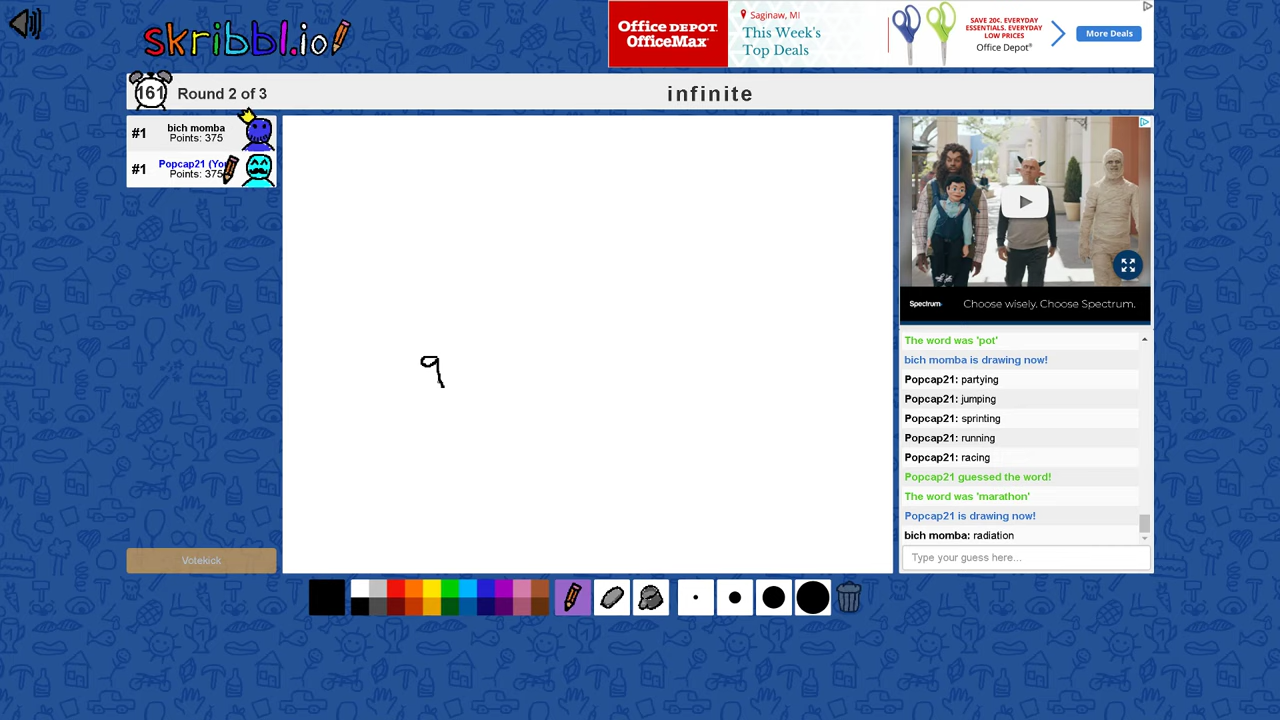 skribbl.io
Office DEPOT
OfficeMax
Saginaw, MI
This Week's
Top Deals
SAVE 20¢. EVERYDAY
ESSENTIALS. EVERYDAY
LOW PRICES
Office Depot®
More Deals
161
Round 2 of 3
infinite
#1
bich momba
Points: 375
#1
Popcap21 (You
Points: 375
9
Spectrum
Choose wisely. Choose Spectrum.
The word was 'pot'
bich momba is drawing now!
Popcap21: partying
Popcap21: jumping
Popcap21: sprinting
Popcap21: running
Popcap21: racing
Popcap21 guessed the word!
The word was 'marathon'
Popcap21 is drawing now!
bich momba: radiation
Type your guess here...
Votekick